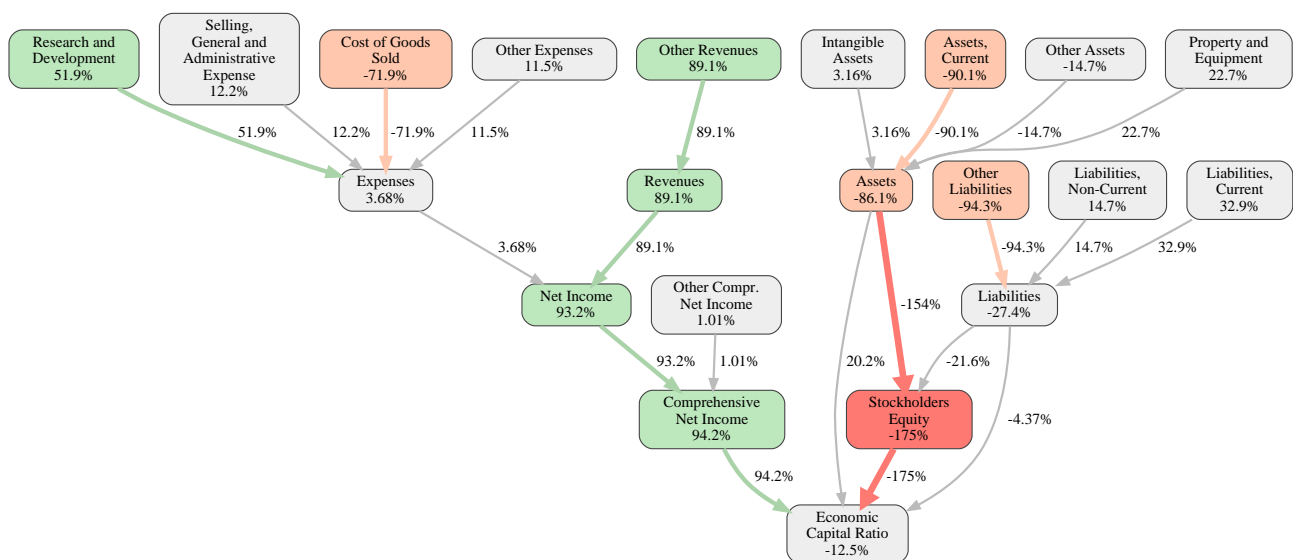 Research and
Development
51.9%
Selling,
General and
Administrative
Expense
12.2%
Cost of Goods
Sold
-71.9%
Other Expenses
11.5%
Other Revenues
89.1%
Intangible
Assets
3.16%
Assets,
Current
-90.1%
Other Assets
-14.7%
Property and
Equipment
22.7%
51.9%
12.2%
-71.9%
11.5%
89.1%
3.16%
-90.1%
-14.7%
22.7%
Expenses
3.68%
Revenues
89.1%
Assets
-86.1%
Other
Liabilities
-94.3%
Liabilities,
Non-Current
14.7%
Liabilities,
Current
32.9%
3.68%
89.1%
-94.3%
14.7%
32.9%
Net Income
93.2%
Other Compr.
Net Income
1.01%
-154%
Liabilities
-27.4%
93.2%
1.01%
20.2%
-21.6%
Comprehensive
Net Income
94.2%
Stockholders
Equity
-175%
-4.37%
94.2%
-175%
Economic
Capital Ratio
-12.5%